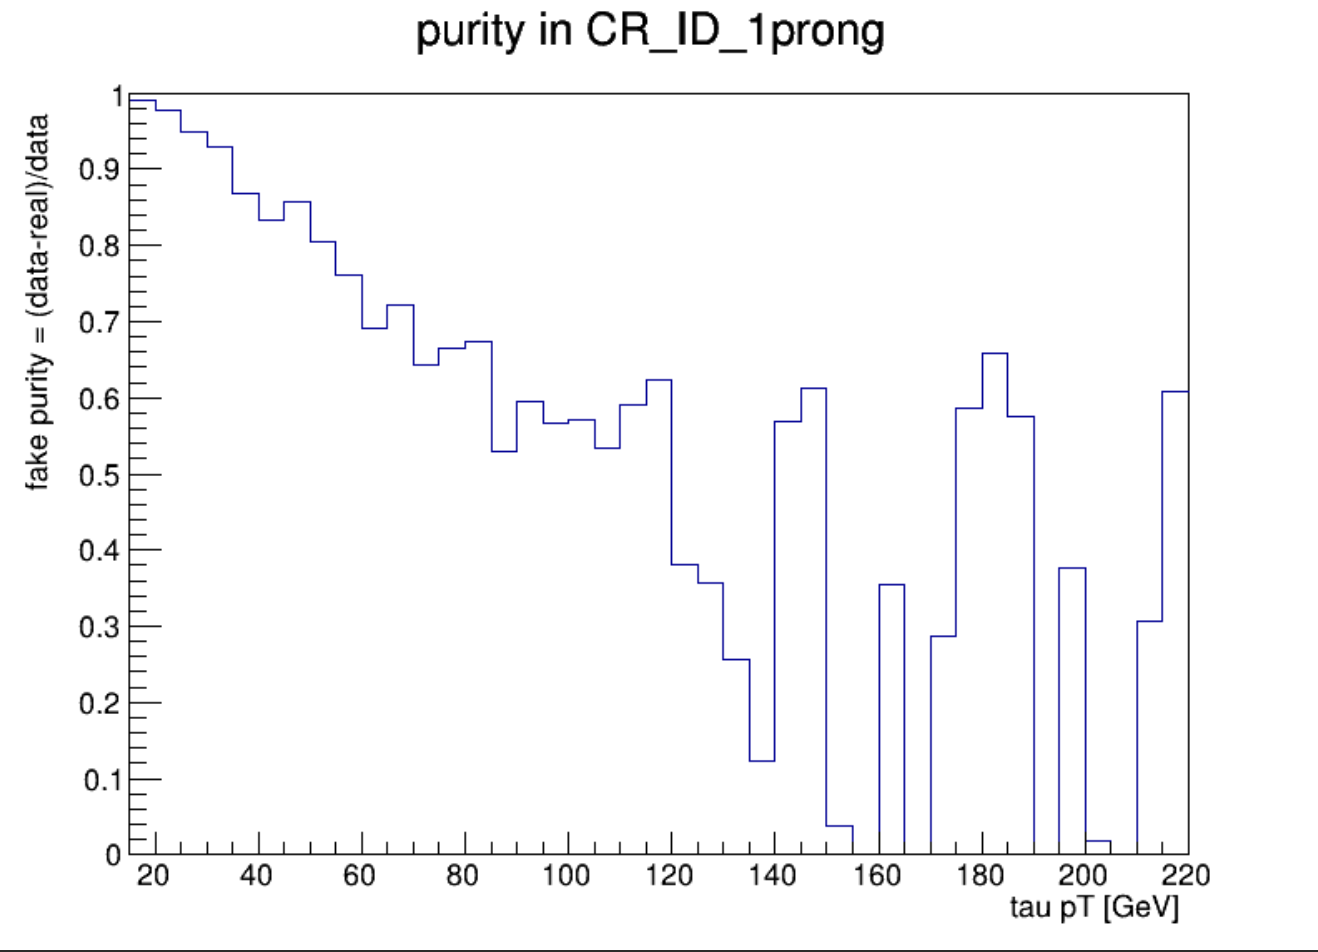 purity in CR_ID_1prong
fake purity = (data-real)/data
1
0.9
0.8
0.7
0.6
0.5
0.4
0.3
0.2
0.1
0
20 40 60 80 100 120 140 160 180 200 220
tau pT [GeV]